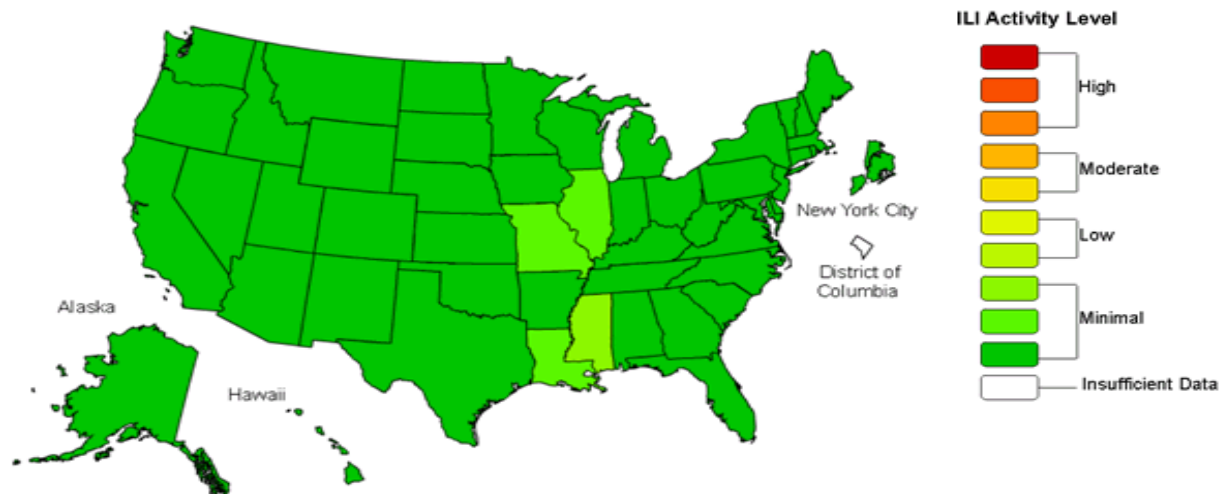 ILI Activity Level
High
Moderate
New York City
Low
District of
Columbia
Alaska
Minimal
Hawaii
Insufficient Data